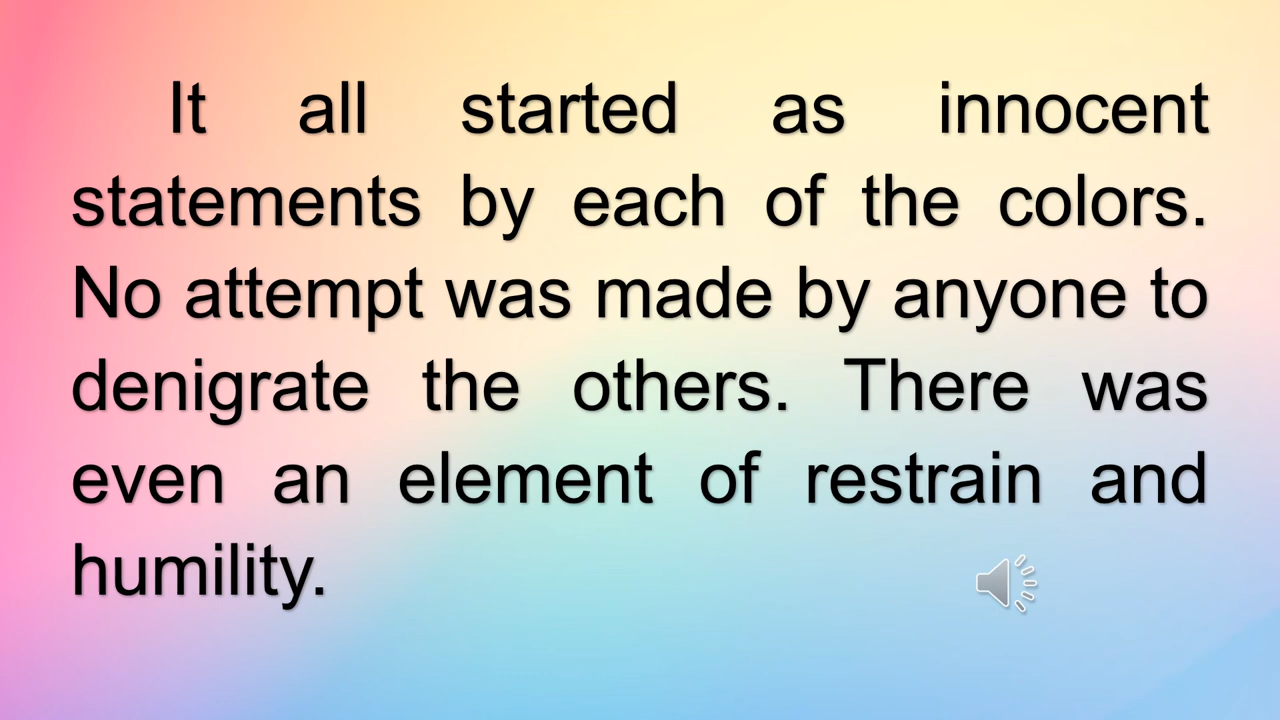 It all started as innocent
statements by each of the colors.
No attempt was made by anyone to
denigrate the others. There was
even an element of restrain and
humility.